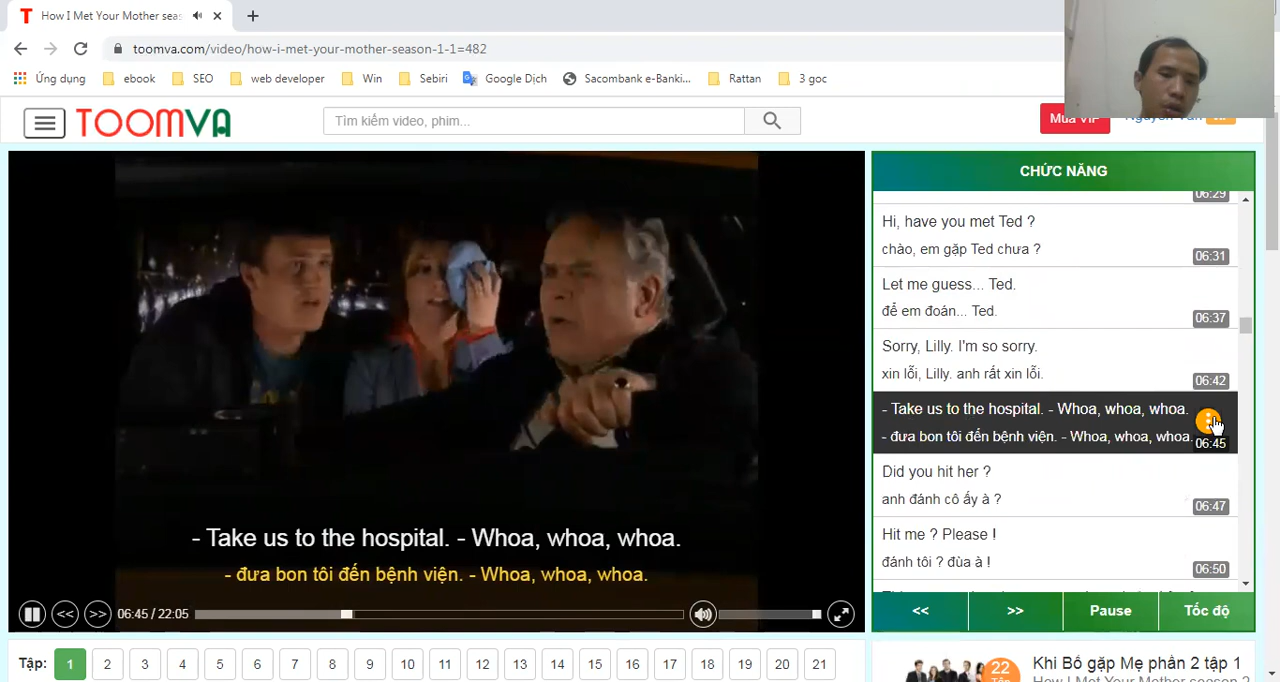 How I Met Your Mother seas
toomva.com/video/how-i-met-your-mother-season-1-1=482
Ứng dụng ebook SEO web developer Win Sebiri Google Dịch Sacombank e-Banki... Rattan 3 goc
TOOMVA
Tìm kiếm video, phim...
Mua VIP
CHỨC NĂNG
06:29
Hi, have you met Ted ?
chào, em gặp Ted chưa ?
06:31
Let me guess... Ted.
để em đoán... Ted.
06:37
Sorry, Lilly. I'm so sorry.
xin lỗi, Lilly. anh rất xin lỗi.
06:42
- Take us to the hospital. - Whoa, whoa, whoa.
- đưa bon tôi đến bệnh viện. - Whoa, whoa, whoa.
06:45
Did you hit her ?
anh đánh cô ấy à ?
06:47
Hit me ? Please !
đánh tôi ? đùa à !
06:50
- Take us to the hospital. - Whoa, whoa, whoa.
- đưa bon tôi đến bệnh viện. - Whoa, whoa, whoa.
<< >> 06:45 / 22:05
<< >> Pause Tốc độ
Tập: 1 2 3 4 5 6 7 8 9 10 11 12 13 14 15 16 17 18 19 20 21
22
Khi Bố gặp Mẹ phần 2 tập 1
How I Met Your Mother season 2